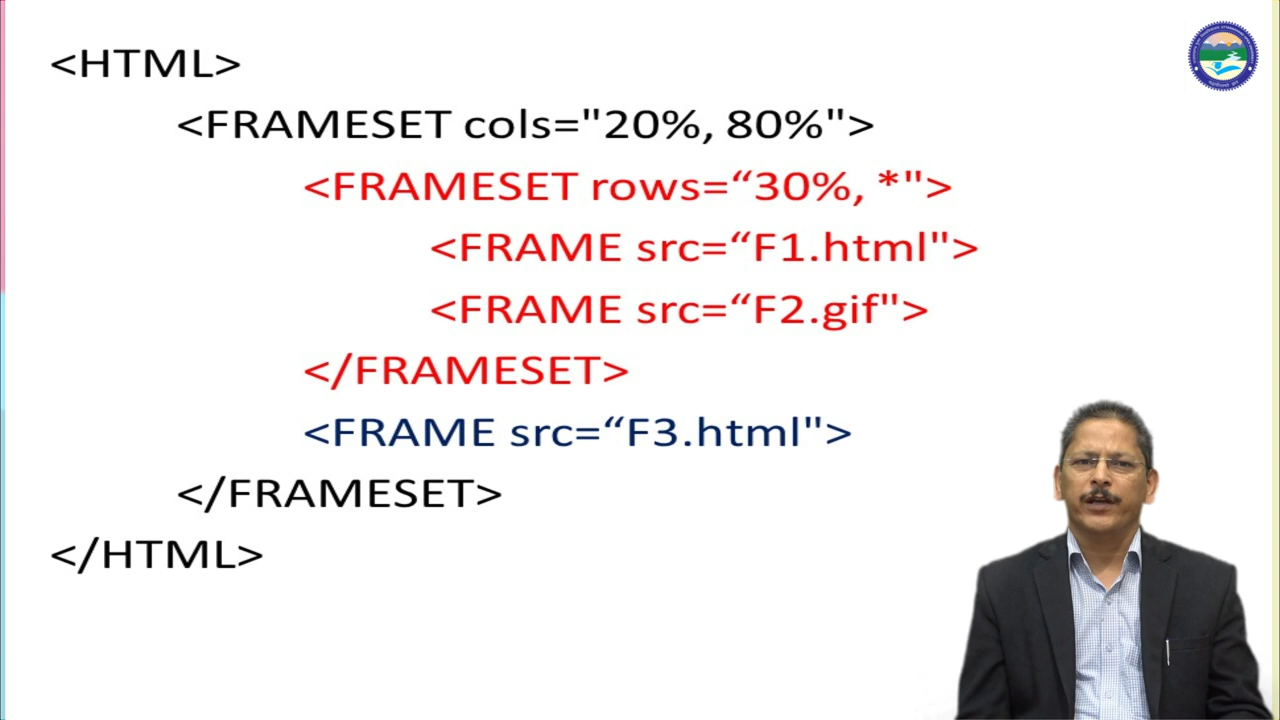 <HTML>
<FRAMESET cols="20%, 80%">
<FRAMESET rows=“30%, *">
<FRAME src=“F1.html">
<FRAME src=“F2.gif">
</FRAMESET>
<FRAME src=“F3.html">
</FRAMESET>
</HTML>